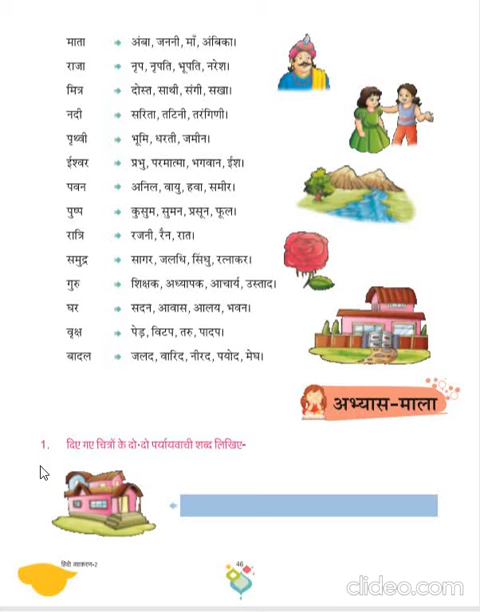 माता ➔ अंबा, जननी, माँ, अंबिका।
राजा ➔ नृप, नृपति, भूपति, नरेश।
मित्र ➔ दोस्त, साथी, संगी, सखा।
नदी ➔ सरिता, तटिनी, तरंगिणी।
पृथ्वी ➔ भूमि, धरती, जमीन।
ईश्वर ➔ प्रभु, परमात्मा, भगवान, ईश।
पवन ➔ अनिल, वायु, हवा, समीर।
पुष्प ➔ कुसुम, सुमन, प्रसून, फूल।
रात्रि ➔ रजनी, रैन, रात।
समुद्र ➔ सागर, जलधि, सिंधु, रत्नाकर।
गुरु ➔ शिक्षक, अध्यापक, आचार्य, उस्ताद।
घर ➔ सदन, आवास, आलय, भवन।
वृक्ष ➔ पेड़, विटप, तरु, पादप।
बादल ➔ जलद, वारिद, नीरद, पयोद, मेघ।
अभ्यास-माला
1. दिए गए चित्रों के दो-दो पर्यायवाची शब्द लिखिए-
हिंदी व्याकरण-2
46
clideo.com